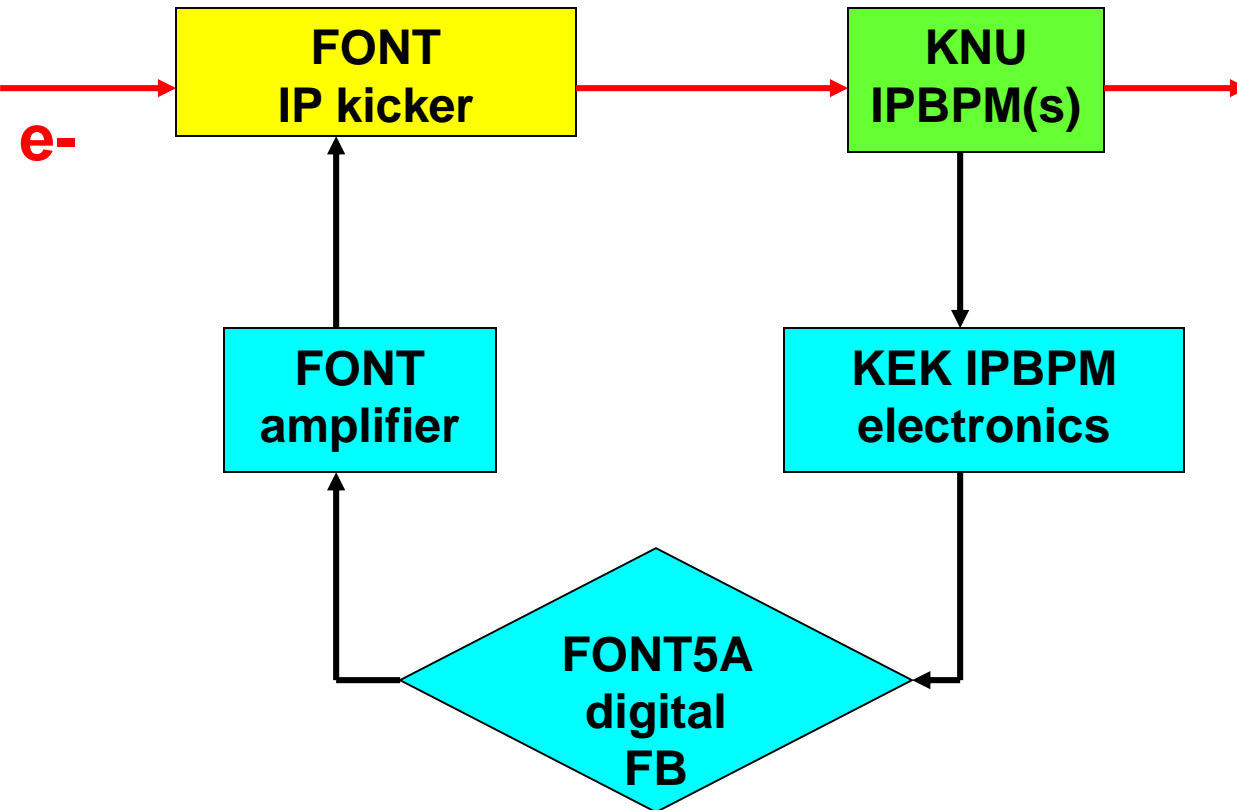 FONT
IP kicker
KNU
IPBPM(s)
e-
FONT
amplifier
KEK IPBPM
electronics
FONT5A
digital
FB